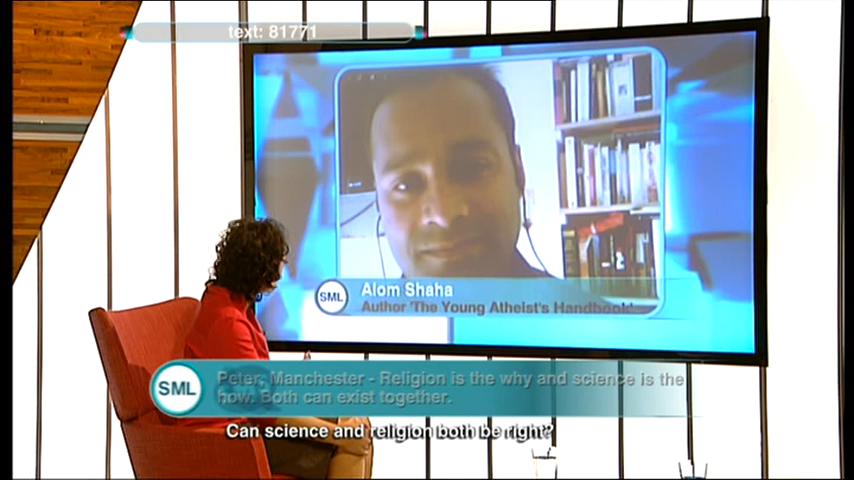 text: 81771
SML
Alom Shaha
Author 'The Young Atheist's Handbook'
SML
Peter, Manchester - Religion is the why and science is the
how. Both can exist together.
Can science and religion both be right?